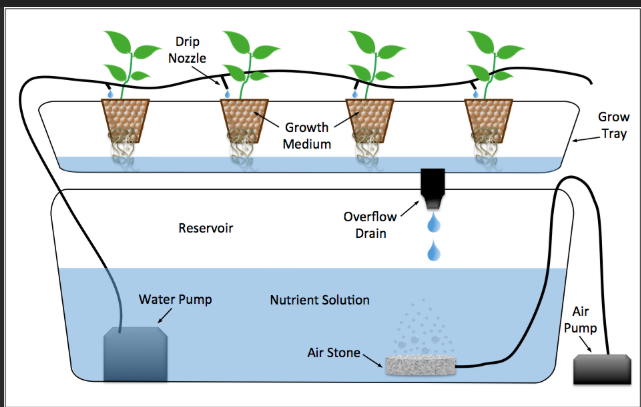 Drip
Nozzle
Growth
Medium
Grow
Tray
Overflow
Drain
Reservoir
Water Pump
Nutrient Solution
Air Stone
Air
Pump